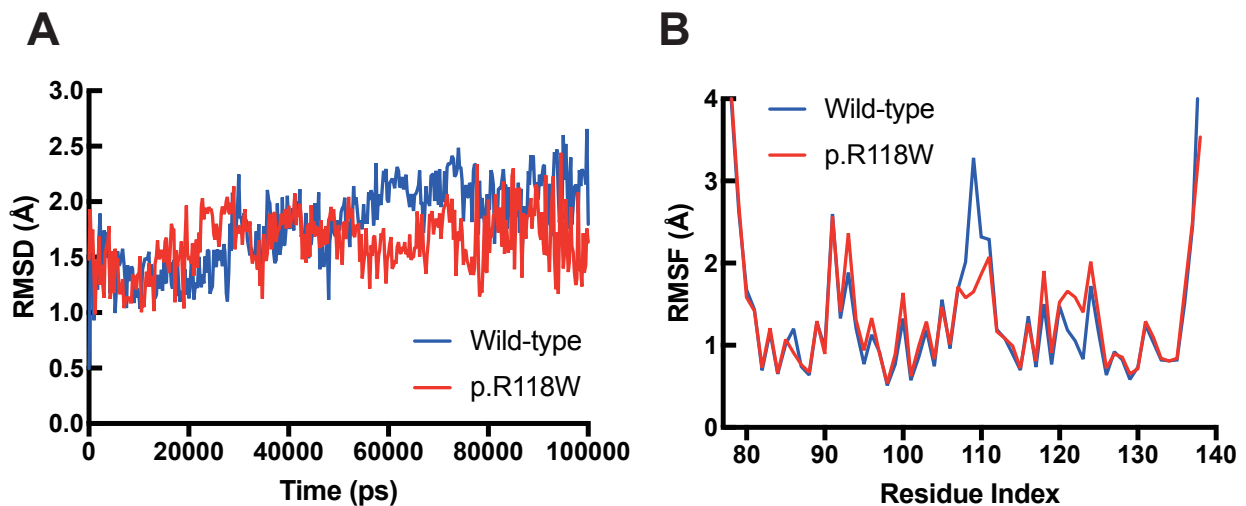 A
RMSD (Å)
3.0
2.5
2.0
1.5
1.0
0.5
0.0
Wild-type
p.R118W
0 20000 40000 60000 80000 100000
Time (ps)
B
RMSF (Å)
4
3
2
1
0
Wild-type
p.R118W
80 90 100 110 120 130 140
Residue Index